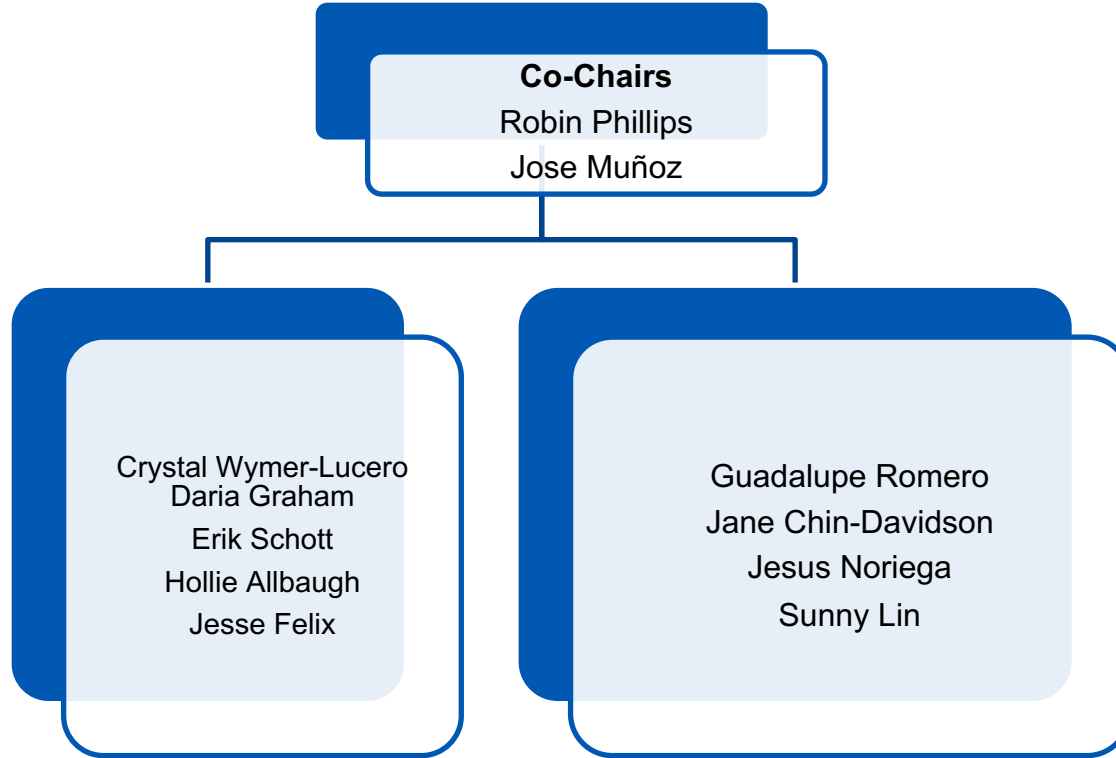 Co-Chairs
Robin Phillips
Jose Muñoz
Crystal Wymer-Lucero
Daria Graham
Erik Schott
Hollie Allbaugh
Jesse Felix
Guadalupe Romero
Jane Chin-Davidson
Jesus Noriega
Sunny Lin